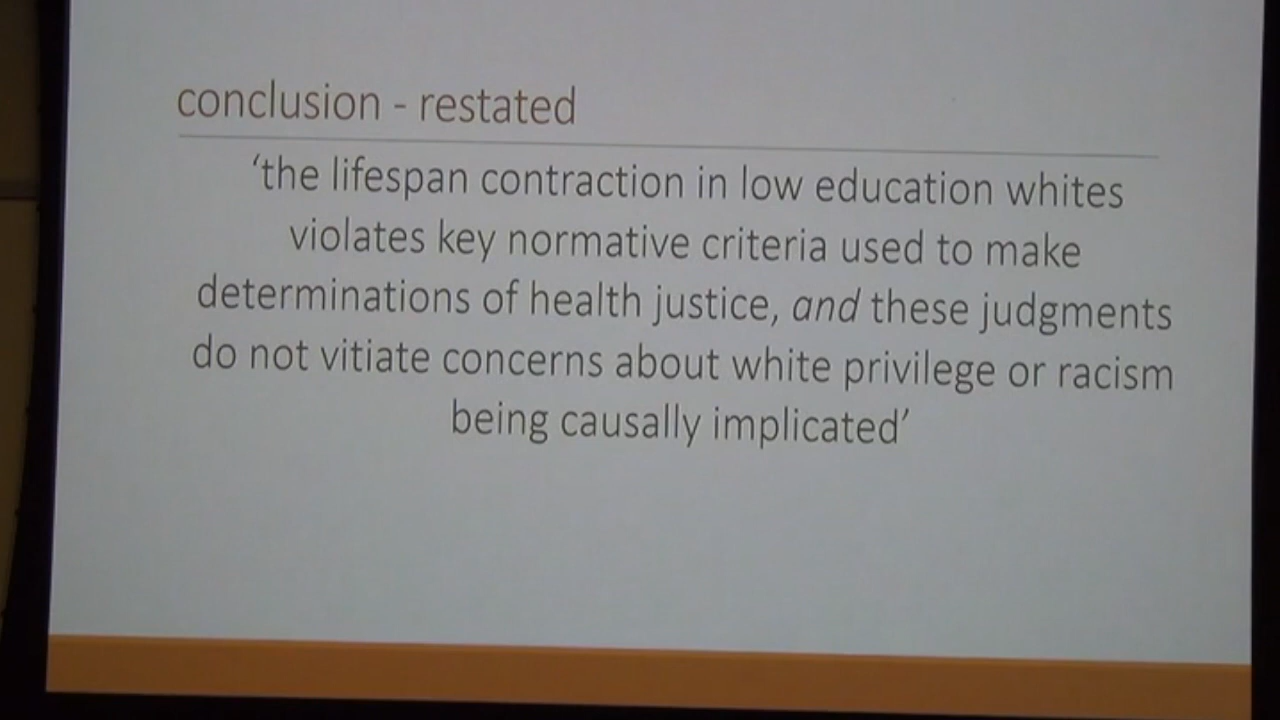 conclusion - restated
‘the lifespan contraction in low education whites
violates key normative criteria used to make
determinations of health justice, and these judgments
do not vitiate concerns about white privilege or racism
being causally implicated’